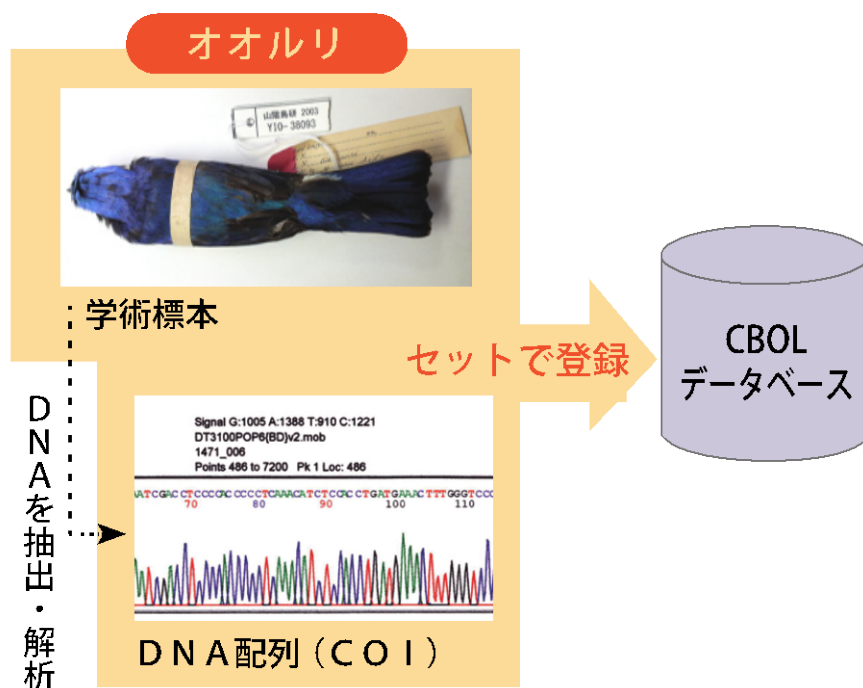 オオルリ
山階鳥研 2003
YIO-38093
学術標本
DNAを抽出・解析
セットで登録
CBOL
データベース
Signal G:1005 A:1388 T:910 C:1221
DT3100POP6{BD}v2.mob
1471_006
Points 486 to 7200 Pk 1 Loc: 486
AATCGACCTCCCCACCCCCTCAAACATCTCCACCTGATGAAACTTTGGGTCCC
70 80 90 100 110
DNA配列（COI）